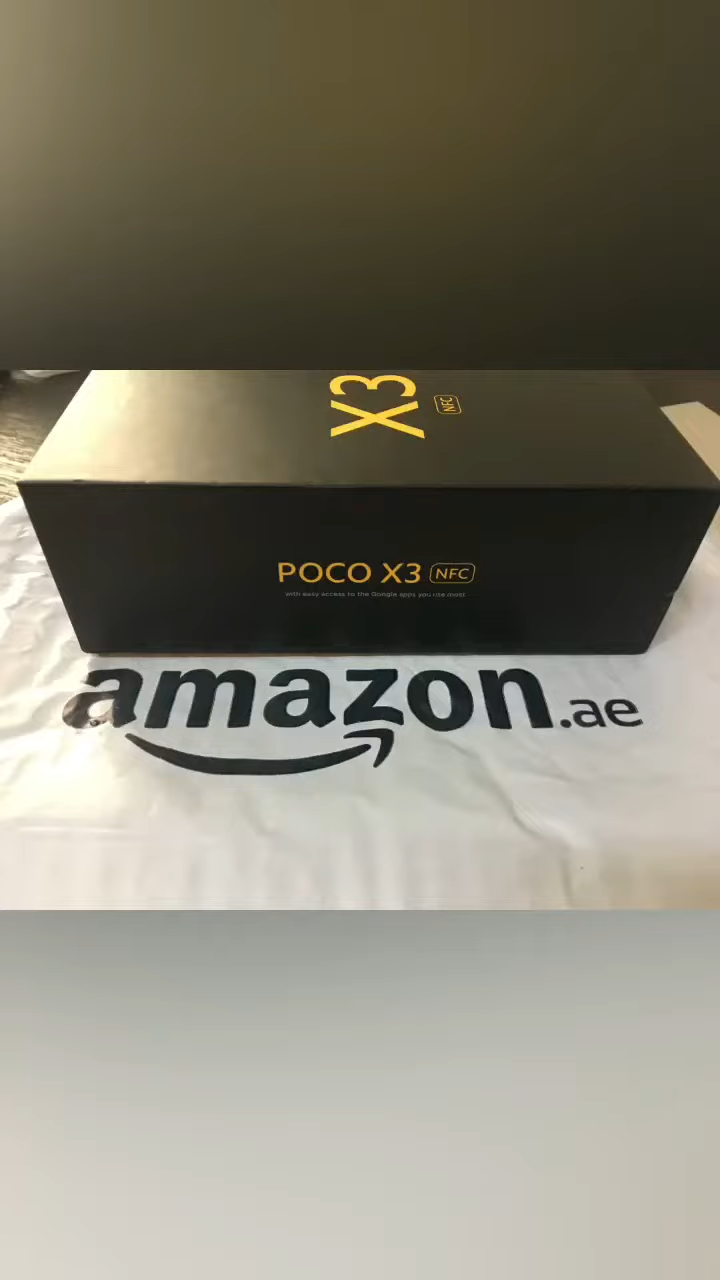 X3 NFC
POCO X3 NFC
with easy access to the Google apps you use most
amazon.ae